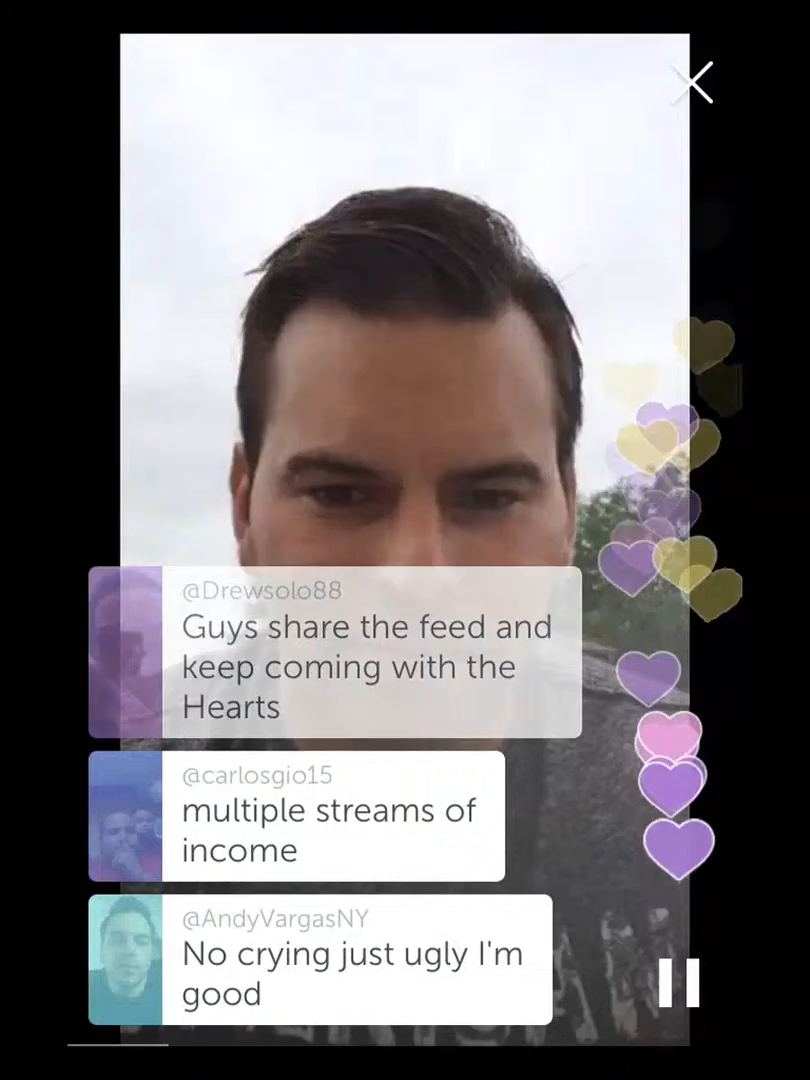 @Drewsolo88
Guys share the feed and
keep coming with the
Hearts
@carlosgio15
multiple streams of
income
@AndyVargasNY
No crying just ugly I'm
good